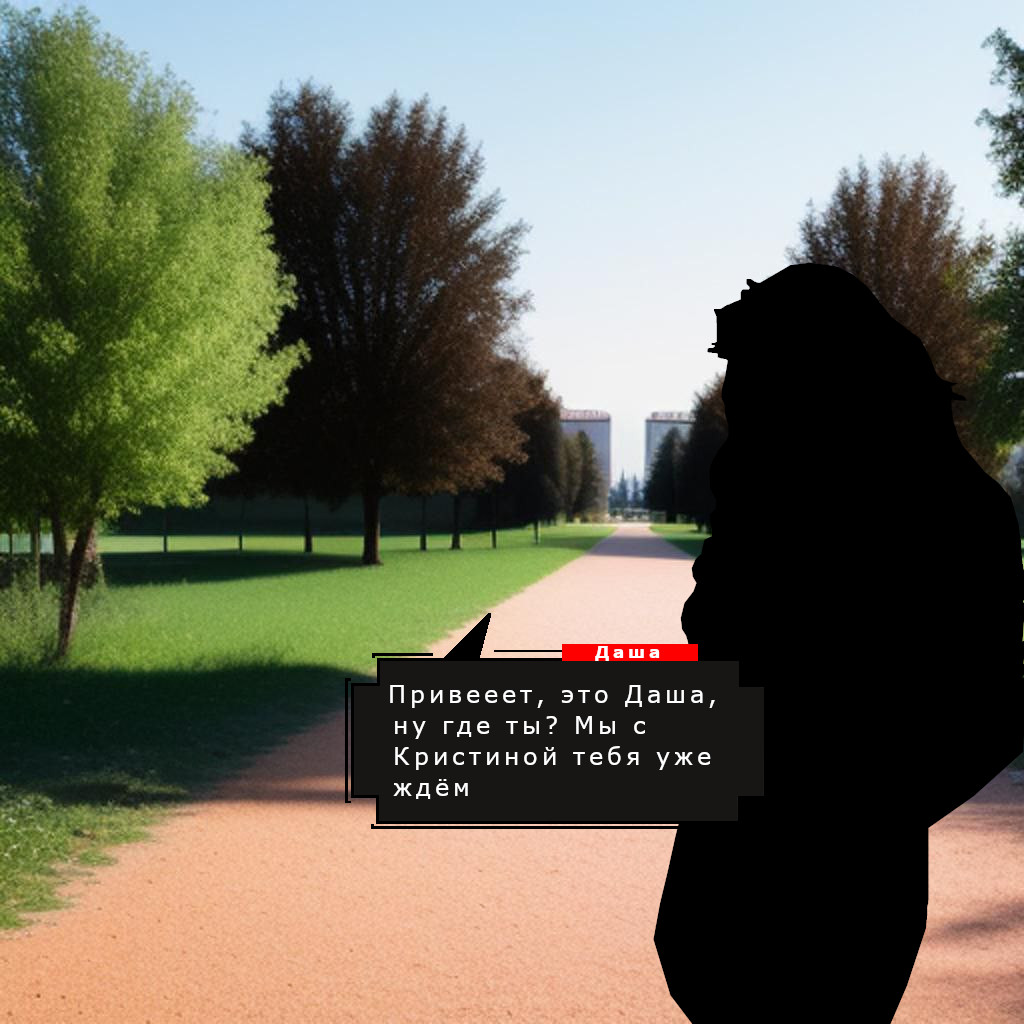 Даша
Привееет, это Даша,
ну где ты? Мы с
Кристиной тебя уже
ждём